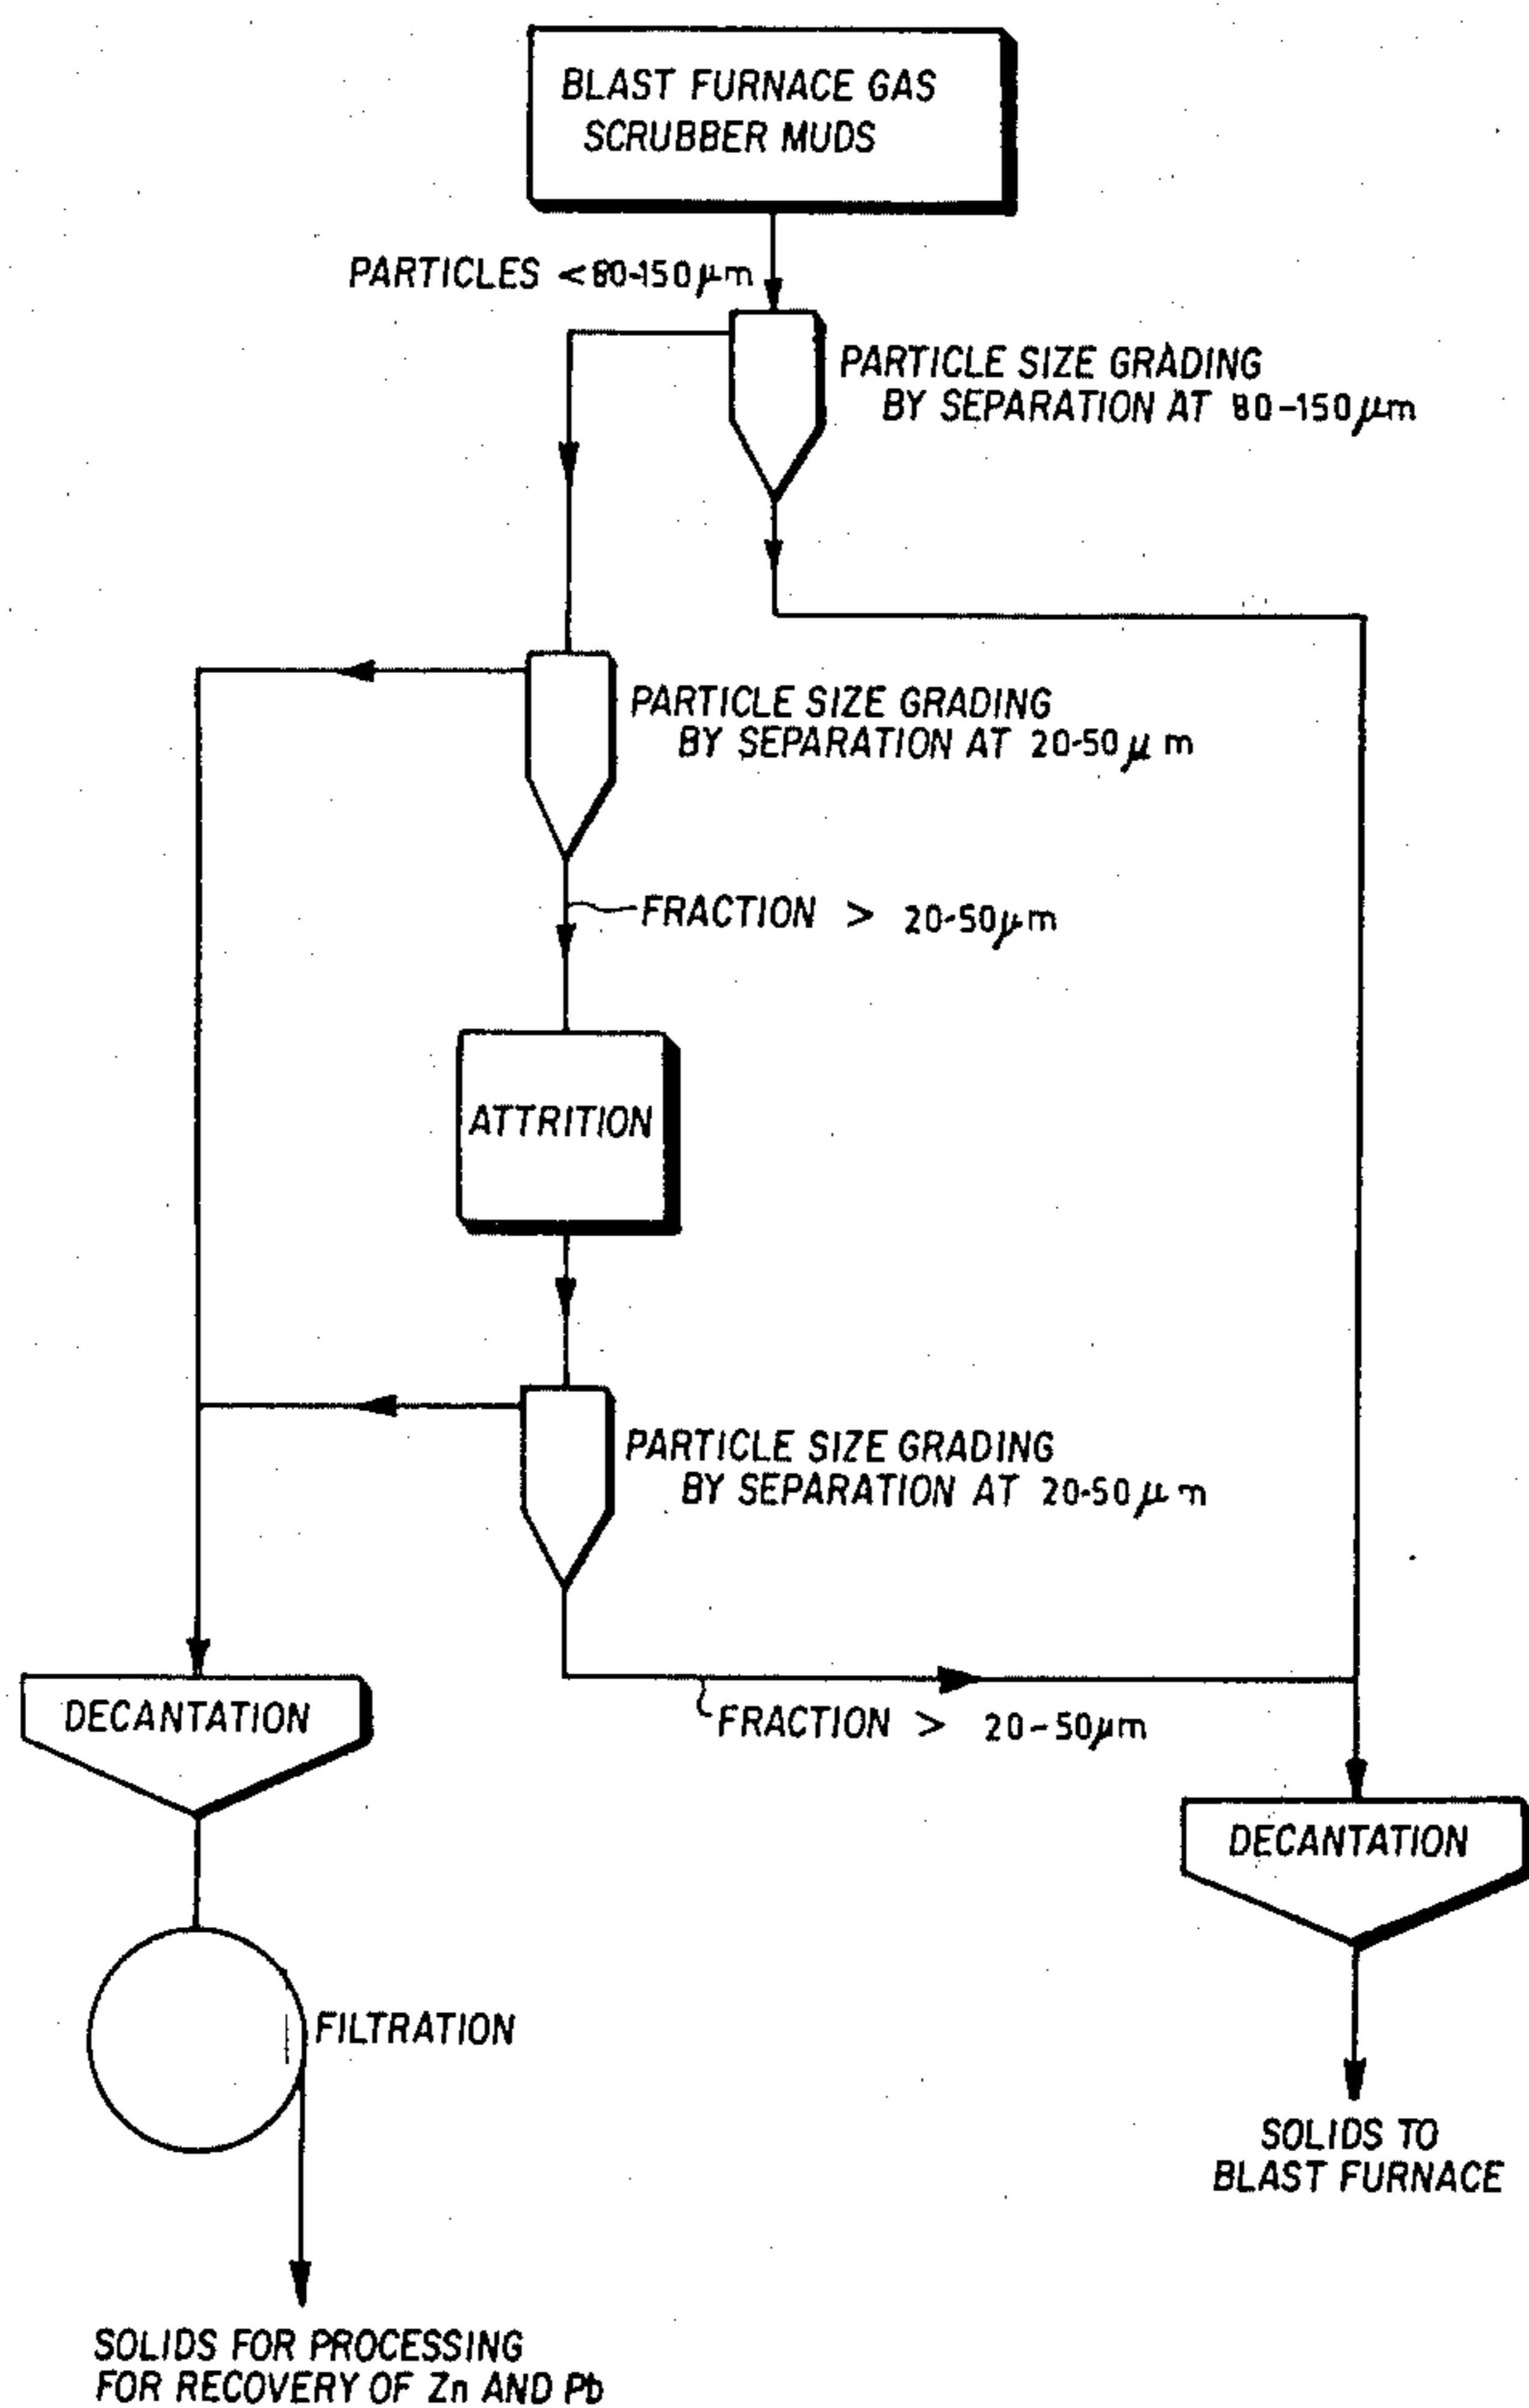 BLAST FURNACE GAS
SCRUBBER MUDS
PARTICLES <80-150μm
PARTICLE SIZE GRADING
BY SEPARATION AT 80-150μm
PARTICLE SIZE GRADING
BY SEPARATION AT 20-50μm
FRACTION > 20-50μm
ATTRITION
PARTICLE SIZE GRADING
BY SEPARATION AT 20-50μm
DECANTATION
FRACTION > 20-50μm
DECANTATION
FILTRATION
SOLIDS TO
BLAST FURNACE
SOLIDS FOR PROCESSING
FOR RECOVERY OF Zn AND Pb